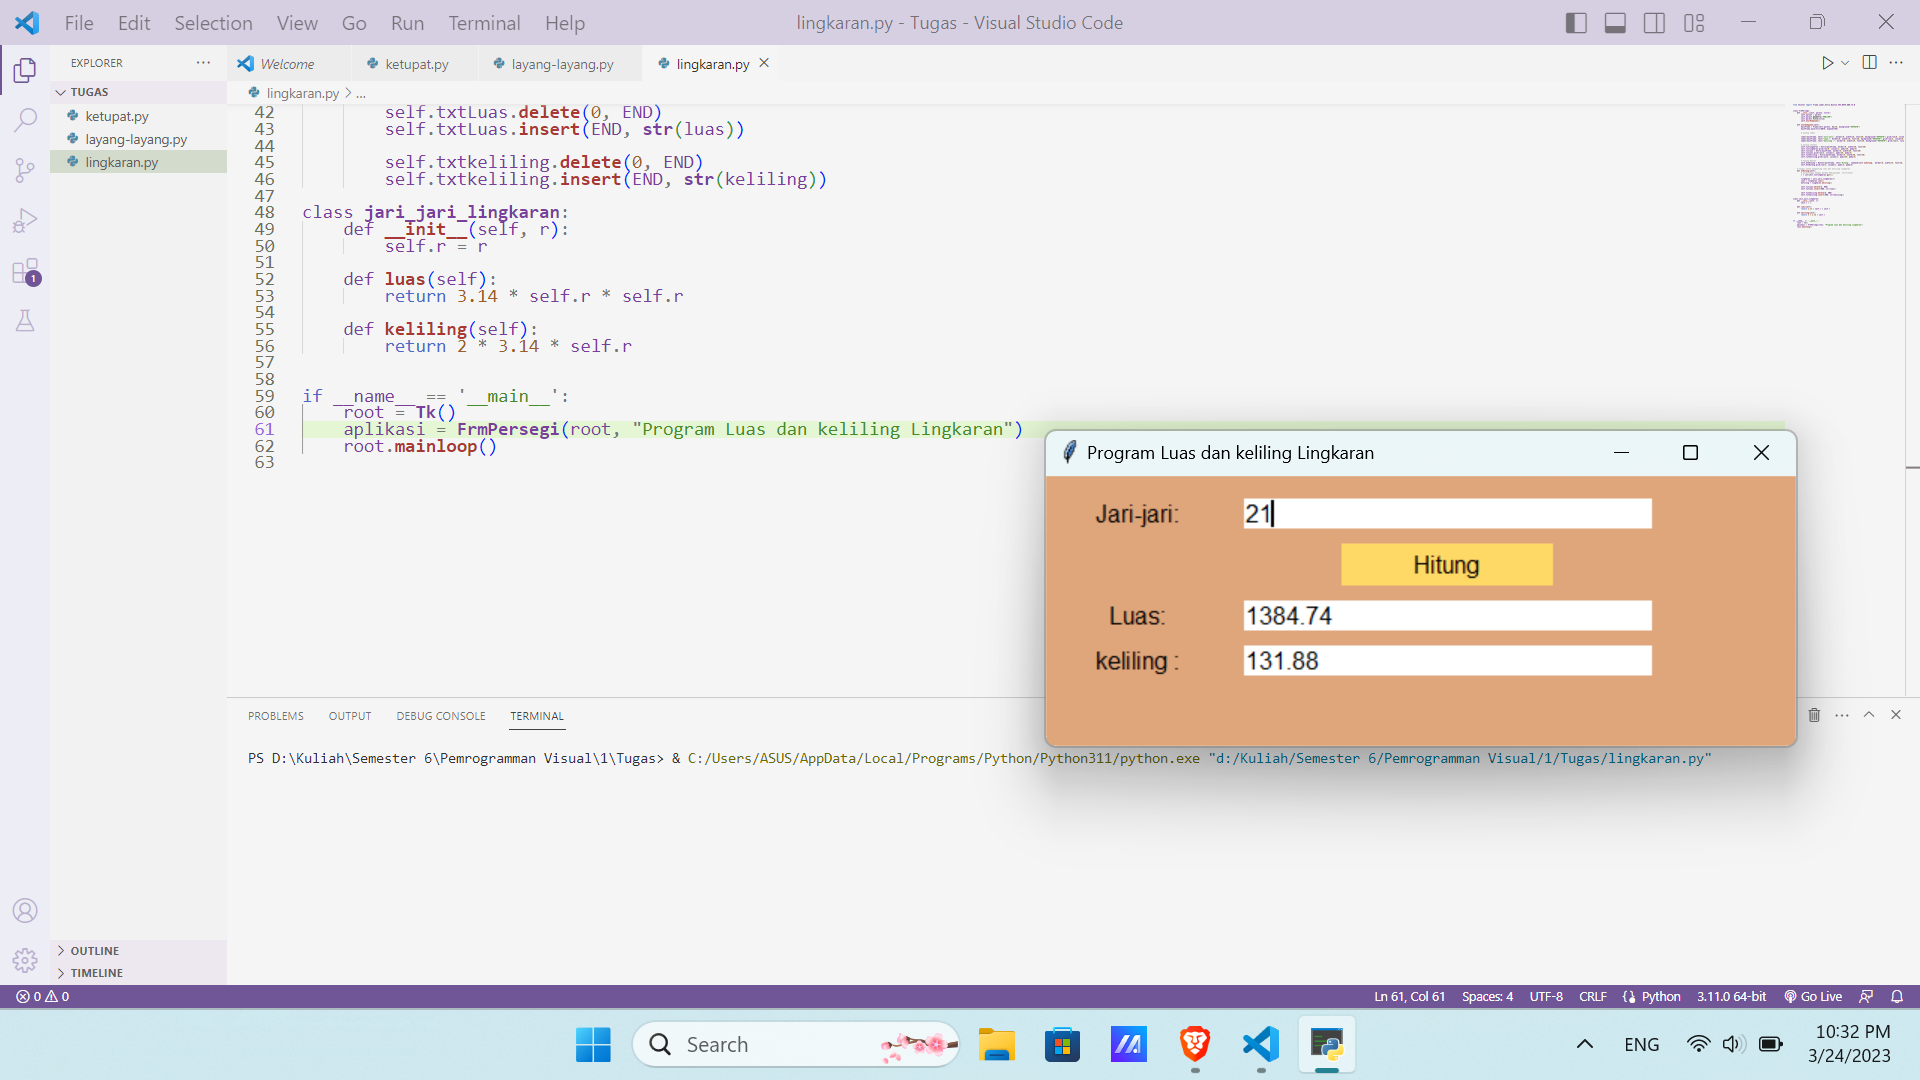 File Edit Selection View Go Run Terminal Help
lingkaran.py - Tugas - Visual Studio Code
EXPLORER
Welcome
ketupat.py
layang-layang.py
lingkaran.py
TUGAS
ketupat.py
layang-layang.py
lingkaran.py
lingkaran.py > ...
42 self.txtLuas.delete(0, END)
43 self.txtLuas.insert(END, str(luas))
44
45 self.txtkeliling.delete(0, END)
46 self.txtkeliling.insert(END, str(keliling))
47
48 class jari_jari_lingkaran:
49 def __init__(self, r):
50 self.r = r
51
52 def luas(self):
53 return 3.14 * self.r * self.r
54
55 def keliling(self):
56 return 2 * 3.14 * self.r
57
58
59 if __name__ == '__main__':
60 root = Tk()
61 aplikasi = FrmPersegi(root, "Program Luas dan keliling Lingkaran")
62 root.mainloop()
63
Program Luas dan keliling Lingkaran
Jari-jari: 21
Hitung
Luas: 1384.74
keliling : 131.88
PROBLEMS OUTPUT DEBUG CONSOLE TERMINAL
PS D:\Kuliah\Semester 6\Pemrogramman Visual\1\Tugas> & C:/Users/ASUS/AppData/Local/Programs/Python/Python311/python.exe "d:/Kuliah/Semester 6/Pemrogramman Visual/1/Tugas/lingkaran.py"
1
OUTLINE
TIMELINE
0 0
Ln 61, Col 61 Spaces: 4 UTF-8 CRLF Python 3.11.0 64-bit Go Live
Search
ENG
10:32 PM
3/24/2023